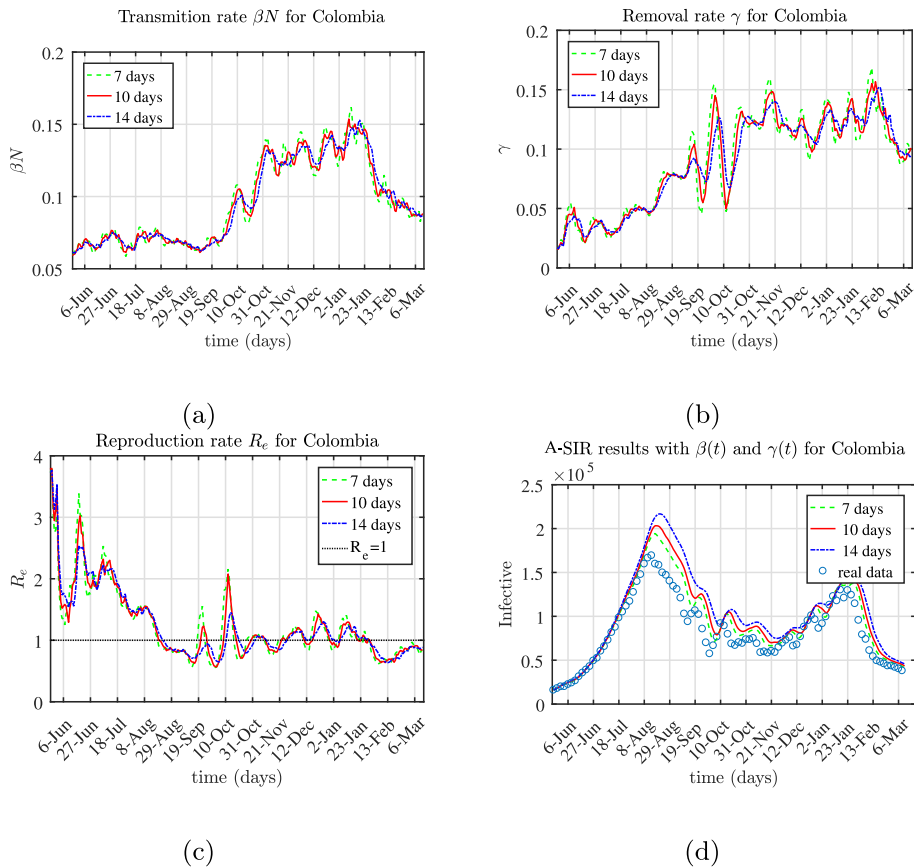 Transmition rate βN for Colombia
0.2
0.15
0.1
0.05
βN
7 days
10 days
14 days
6-Jun
27-Jun
18-Jul
8-Aug
29-Aug
19-Sep
10-Oct
31-Oct
21-Nov
12-Dec
2-Jan
23-Jan
13-Feb
6-Mar
time (days)
(a)
Removal rate γ for Colombia
0.2
0.15
0.1
0.05
0
γ
7 days
10 days
14 days
6-Jun
27-Jun
18-Jul
8-Aug
29-Aug
19-Sep
10-Oct
31-Oct
21-Nov
12-Dec
2-Jan
23-Jan
13-Feb
6-Mar
time (days)
(b)
Reproduction rate R_e for Colombia
4
3
2
1
0
R_e
7 days
10 days
14 days
R_e=1
6-Jun
27-Jun
18-Jul
8-Aug
29-Aug
19-Sep
10-Oct
31-Oct
21-Nov
12-Dec
2-Jan
23-Jan
13-Feb
6-Mar
time (days)
(c)
A-SIR results with β(t) and γ(t) for Colombia
×10^5
2.5
2
1.5
1
0.5
0
Infective
7 days
10 days
14 days
real data
6-Jun
27-Jun
18-Jul
8-Aug
29-Aug
19-Sep
10-Oct
31-Oct
21-Nov
12-Dec
2-Jan
23-Jan
13-Feb
6-Mar
time (days)
(d)